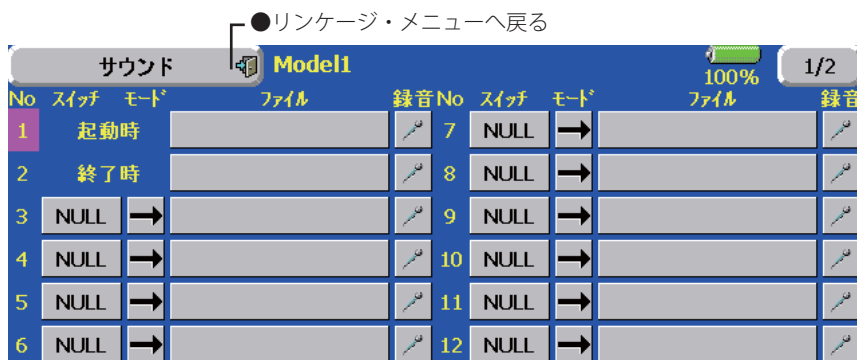 ●リンケージ・メニューへ戻る
サウンド Model1 100% 1/2
No スイッチ モード ファイル 録音 No スイッチ モード ファイル 録音
1 起動時 7 NULL →
2 終了時 8 NULL →
3 NULL → 9 NULL →
4 NULL → 10 NULL →
5 NULL → 11 NULL →
6 NULL → 12 NULL →